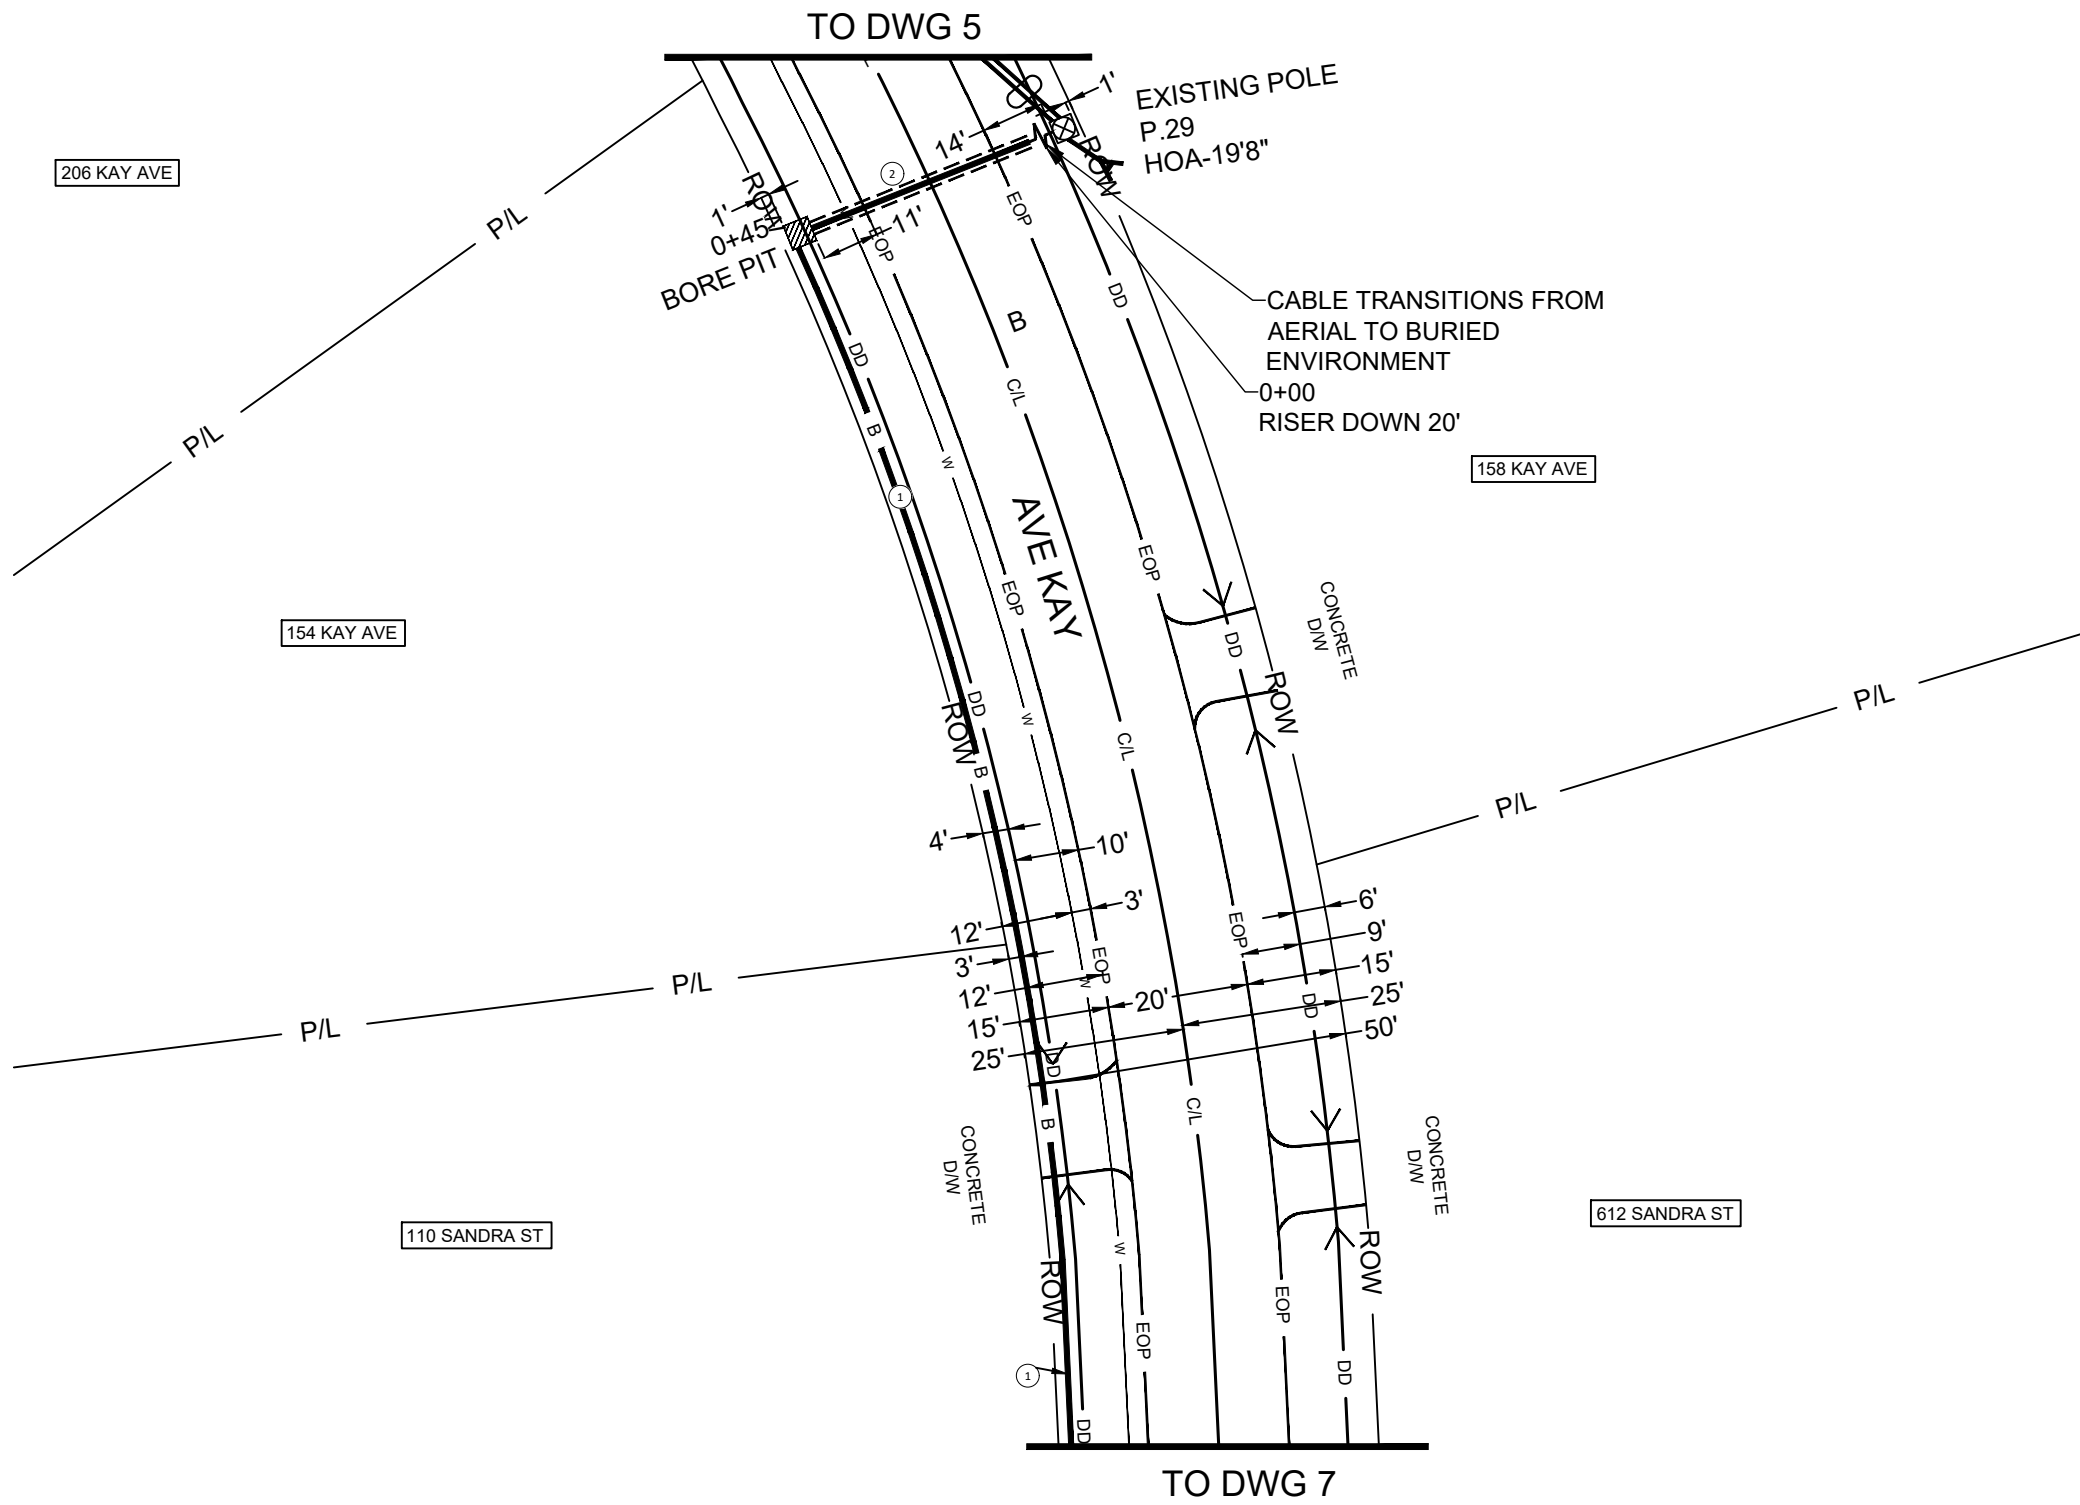 TO DWG 5
1'
EXISTING POLE
P.29
HOA-19'8"
14'
ROW
206 KAY AVE
2
ROW
1'
11'
0+45
BORE PIT
EOP
EOP
P/L
DD
CABLE TRANSITIONS FROM
AERIAL TO BURIED
ENVIRONMENT
0+00
RISER DOWN 20'
B
DD
C/L
P/L
B
W
158 KAY AVE
1
AVE KAY
EOP
EOP
CONCRETE
D/W
154 KAY AVE
DD
DD
ROW
ROW
W
C/L
P/L
B
P/L
4'
10'
3'
6'
12'
EOP
9'
3'
EOP
15'
P/L
12'
W
20'
25'
15'
DD
50'
P/L
25'
DD
C/L
B
CONCRETE
D/W
CONCRETE
D/W
110 SANDRA ST
612 SANDRA ST
W
ROW
ROW
EOP
EOP
1
DD
DD
TO DWG 7